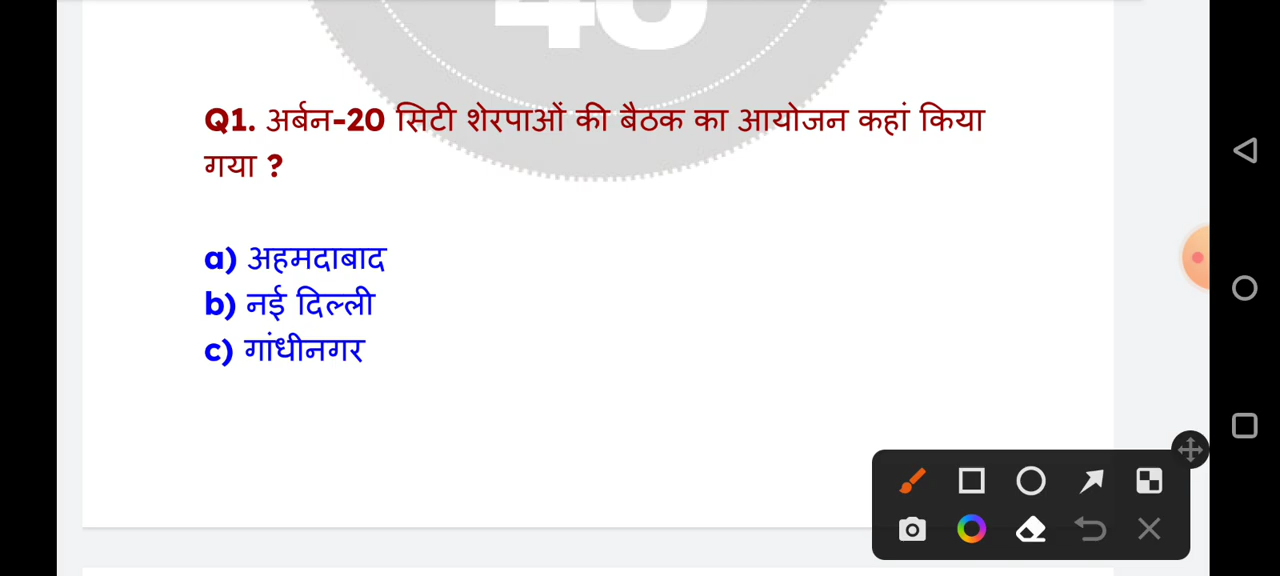 Q1. अर्बन-20 सिटी शेरपाओं की बैठक का आयोजन कहां किया
गया ?
a) अहमदाबाद
b) नई दिल्ली
c) गांधीनगर